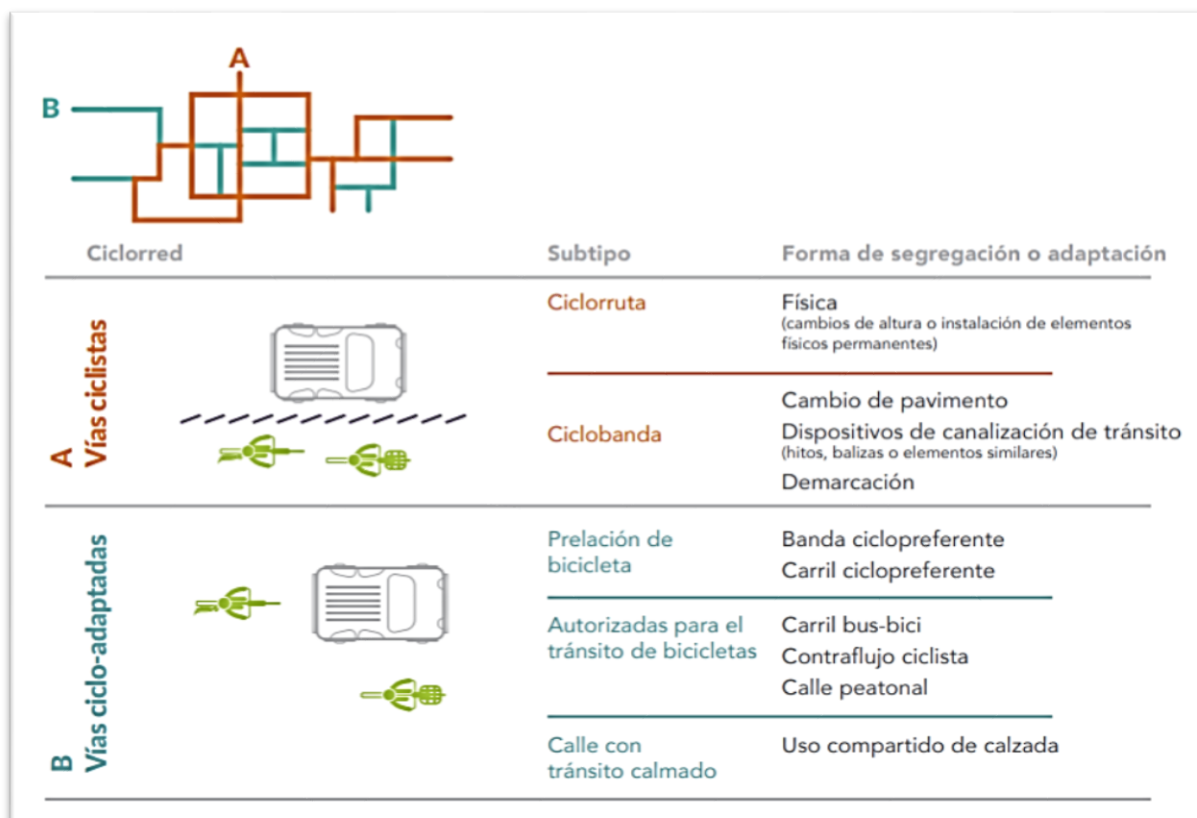 A
B
Ciclorred
Subtipo
Forma de segregación o adaptación
A
Vías ciclistas
Ciclorruta
Física
(cambios de altura o instalación de elementos
físicos permanentes)
Ciclobanda
Cambio de pavimento
Dispositivos de canalización de tránsito
(hitos, balizas o elementos similares)
Demarcación
B
Vías ciclo-adaptadas
Prelación de
bicicleta
Banda ciclopreferente
Carril ciclopreferente
Autorizadas para el
tránsito de bicicletas
Carril bus-bici
Contraflujo ciclista
Calle peatonal
Calle con
tránsito calmado
Uso compartido de calzada